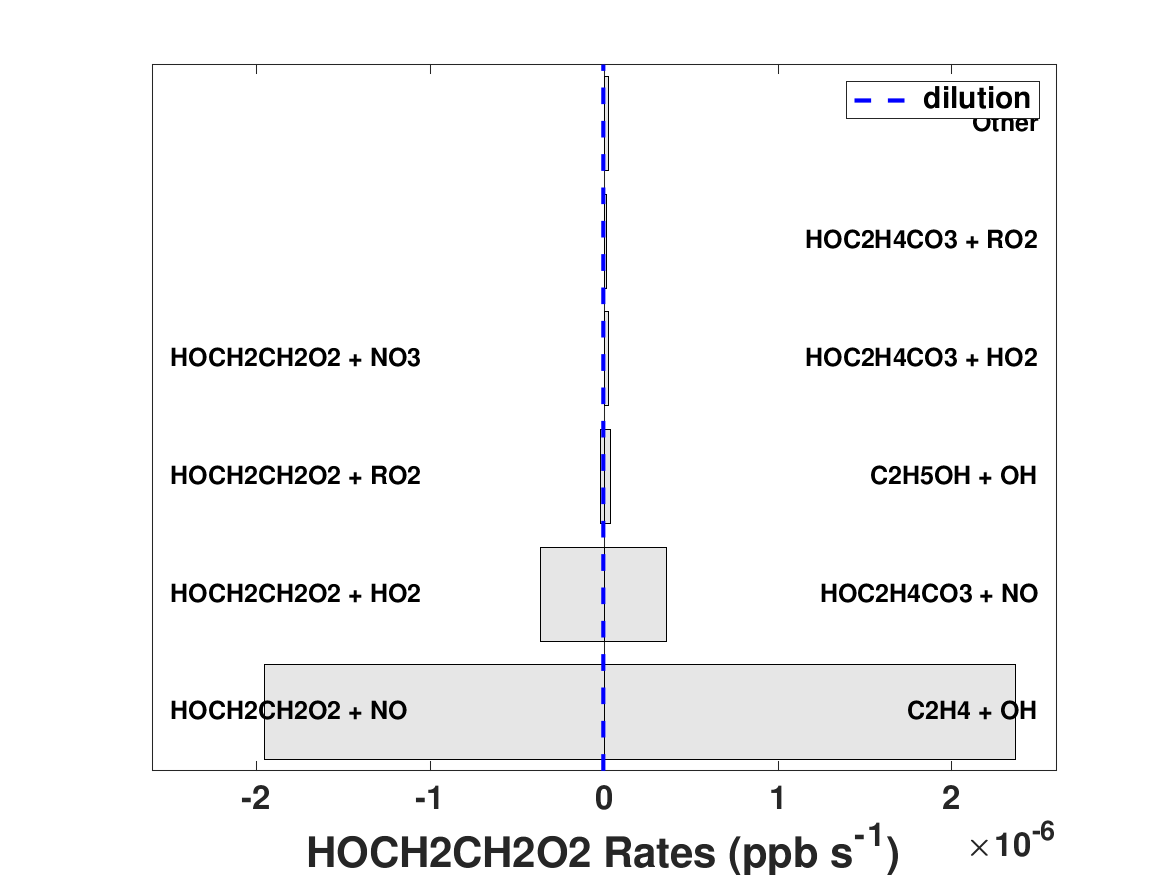 dilution
Other
HOC2H4CO3 + RO2
HOCH2CH2O2 + NO3 HOC2H4CO3 + HO2
HOCH2CH2O2 + RO2 C2H5OH + OH
HOCH2CH2O2 + HO2 HOC2H4CO3 + NO
HOCH2CH2O2 + NO C2H4 + OH
-2 -1 0 1 2
HOCH2CH2O2 Rates (ppb s-1) ×10-6